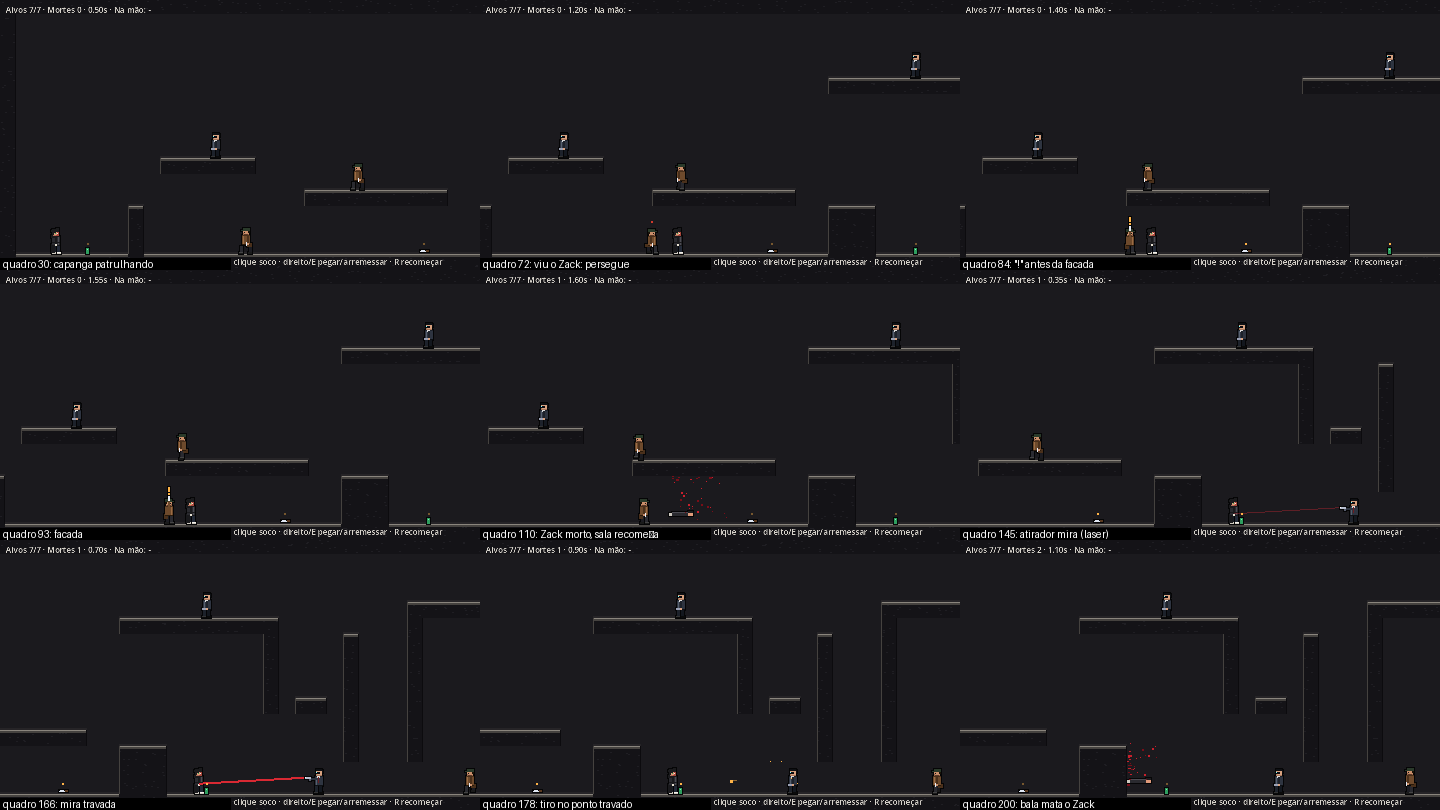 Alvos 7/7 · Mortes 0 · 0.50s · Na mão: -
Alvos 7/7 · Mortes 0 · 1.20s · Na mão: -
Alvos 7/7 · Mortes 0 · 1.40s · Na mão: -
quadro 30: capanga patrulhando
clique soco · direito/E pegar/arremessar · R recomeçar
quadro 72: viu o Zack: persegue
clique soco · direito/E pegar/arremessar · R recomeçar
quadro 84: "!" antes da facada
clique soco · direito/E pegar/arremessar · R recomeçar
Alvos 7/7 · Mortes 0 · 1.55s · Na mão: -
Alvos 7/7 · Mortes 1 · 1.60s · Na mão: -
Alvos 7/7 · Mortes 1 · 0.35s · Na mão: -
quadro 93: facada
clique soco · direito/E pegar/arremessar · R recomeçar
quadro 110: Zack morto, sala recome▯a
clique soco · direito/E pegar/arremessar · R recomeçar
quadro 145: atirador mira (laser)
clique soco · direito/E pegar/arremessar · R recomeçar
Alvos 7/7 · Mortes 1 · 0.70s · Na mão: -
Alvos 7/7 · Mortes 1 · 0.90s · Na mão: -
Alvos 7/7 · Mortes 2 · 1.10s · Na mão: -
quadro 166: mira travada
clique soco · direito/E pegar/arremessar · R recomeçar
quadro 178: tiro no ponto travado
clique soco · direito/E pegar/arremessar · R recomeçar
quadro 200: bala mata o Zack
clique soco · direito/E pegar/arremessar · R recomeçar